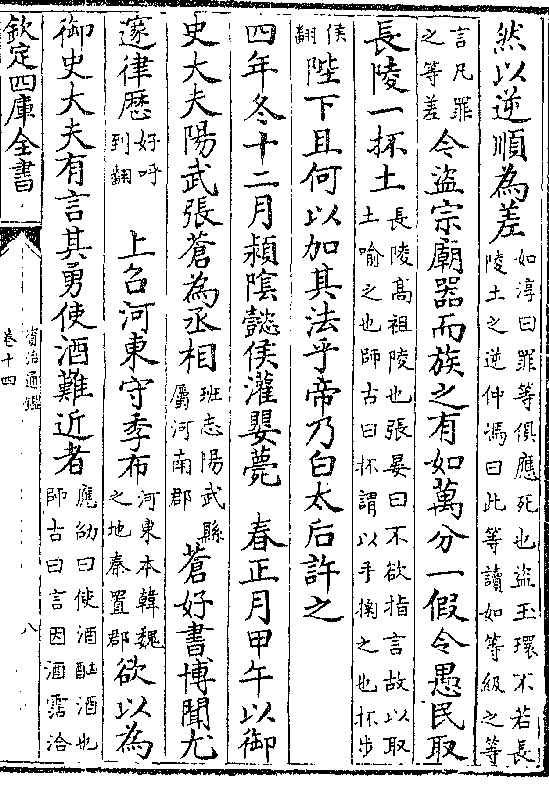 然以逆順為差如淳曰罪等俱應死也盜玉環不若長陵土之逆仲馮曰此等讀如等級之等
言凡罪之等差今盜宗廟器而族之有如萬分一假令愚民取
長陵一抔土長陵高祖陵也張晏曰不欲指言故以取土喻之也師古曰抔謂以手掬之也抔步
侯翻陛下且何以加其法乎帝乃白太后許之
四年冬十二月潁陰懿侯灌嬰薨 春正月甲午以御
史大夫陽武張蒼為丞相班志陽武縣屬河南郡蒼好書博聞尤
邃律歷好呼到翻 上召河東守季布河東本韓魏之地秦置郡欲以為
御史大夫有言其勇使酒難近者應劭曰使酒酗酒也師古曰言因酒霑洽
欽定四庫全書
資治通鑑
卷十四
八